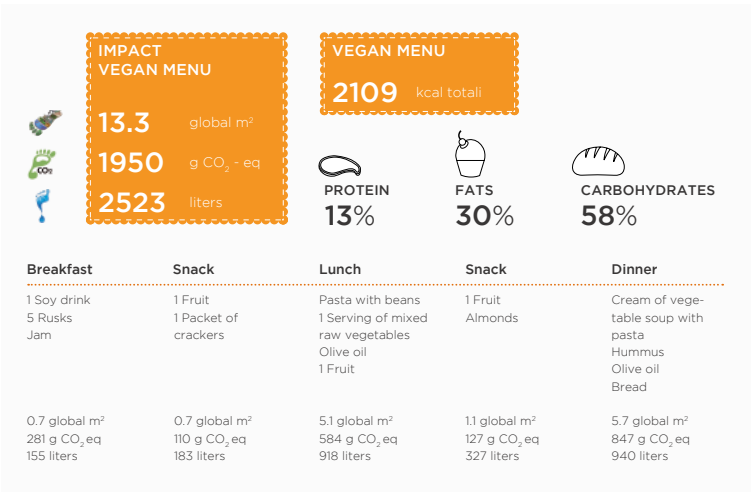 IMPACT
VEGAN MENU
13.3 global m²
CO₂
1950 g CO₂ - eq
2523 liters
VEGAN MENU
2109 kcal totali
PROTEIN
13%
FATS
30%
CARBOHYDRATES
58%
Breakfast
1 Soy drink
5 Rusks
Jam
0.7 global m²
281 g CO₂ eq
155 liters
Snack
1 Fruit
1 Packet of
crackers
0.7 global m²
110 g CO₂ eq
183 liters
Lunch
Pasta with beans
1 Serving of mixed
raw vegetables
Olive oil
1 Fruit
5.1 global m²
584 g CO₂ eq
918 liters
Snack
1 Fruit
Almonds
1.1 global m²
127 g CO₂ eq
327 liters
Dinner
Cream of vege-
table soup with
pasta
Hummus
Olive oil
Bread
5.7 global m²
847 g CO₂ eq
940 liters